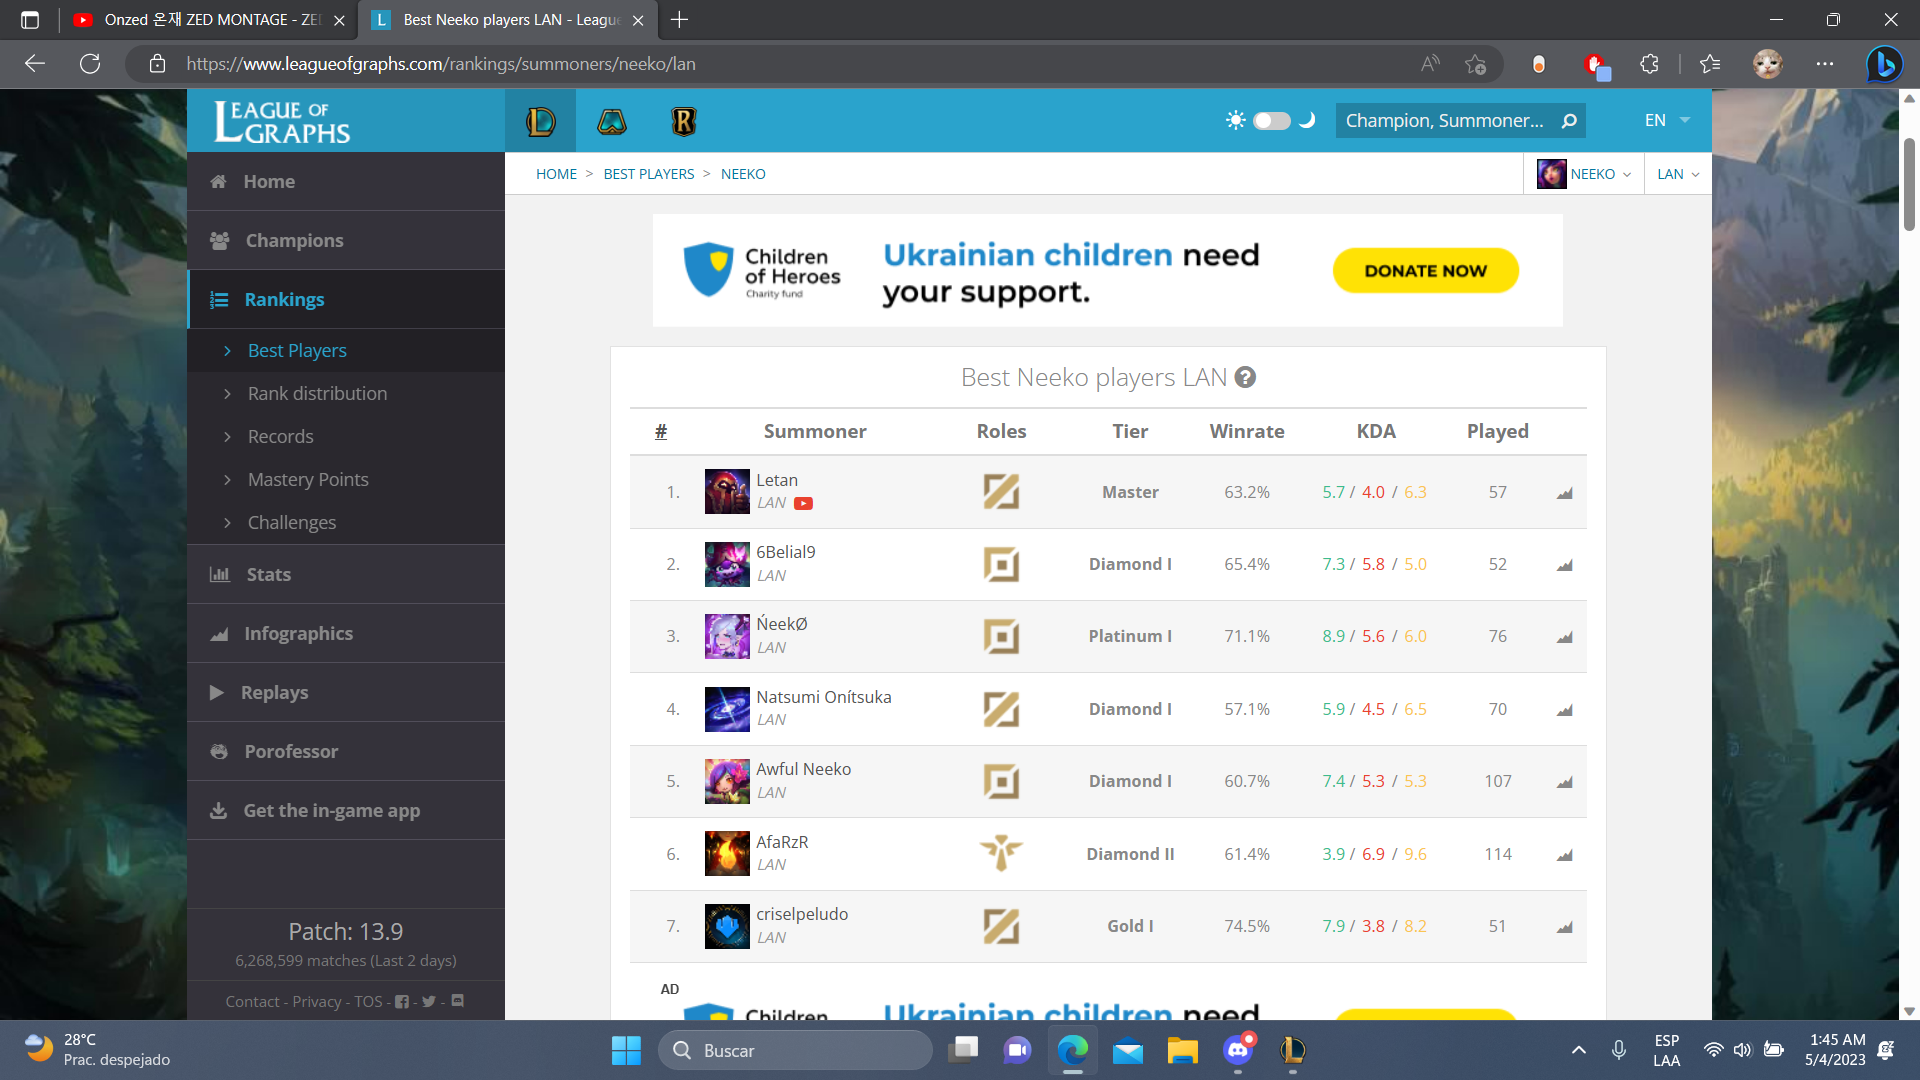 Onzed 온재 ZED MONTAGE - ZE
Best Neeko players LAN - Leagu
https://www.leagueofgraphs.com/rankings/summoners/neeko/lan
LEAGUE OF GRAPHS
Champion, Summoner...
EN
HOME > BEST PLAYERS > NEEKO
NEEKO
LAN
Home
Champions
Rankings
Best Players
Rank distribution
Records
Mastery Points
Challenges
Stats
Infographics
Replays
Porofessor
Get the in-game app
Patch: 13.9
6,268,599 matches (Last 2 days)
Contact - Privacy - TOS - - -
Children of Heroes
Charity fund
Ukrainian children need
your support.
DONATE NOW
Best Neeko players LAN ?
# Summoner Roles Tier Winrate KDA Played
1. Letan Master 63.2% 5.7 / 4.0 / 6.3 57
LAN
2. 6Belial9 Diamond I 65.4% 7.3 / 5.8 / 5.0 52
LAN
3. ŃeekØ Platinum I 71.1% 8.9 / 5.6 / 6.0 76
LAN
4. Natsumi Onítsuka Diamond I 57.1% 5.9 / 4.5 / 6.5 70
LAN
5. Awful Neeko Diamond I 60.7% 7.4 / 5.3 / 5.3 107
LAN
6. AfaRzR Diamond II 61.4% 3.9 / 6.9 / 9.6 114
LAN
7. criselpeludo Gold I 74.5% 7.9 / 3.8 / 8.2 51
LAN
AD
Children
Ukrainian children need
28°C
Prac. despejado
Buscar
ESP
LAA
1:45 AM
5/4/2023